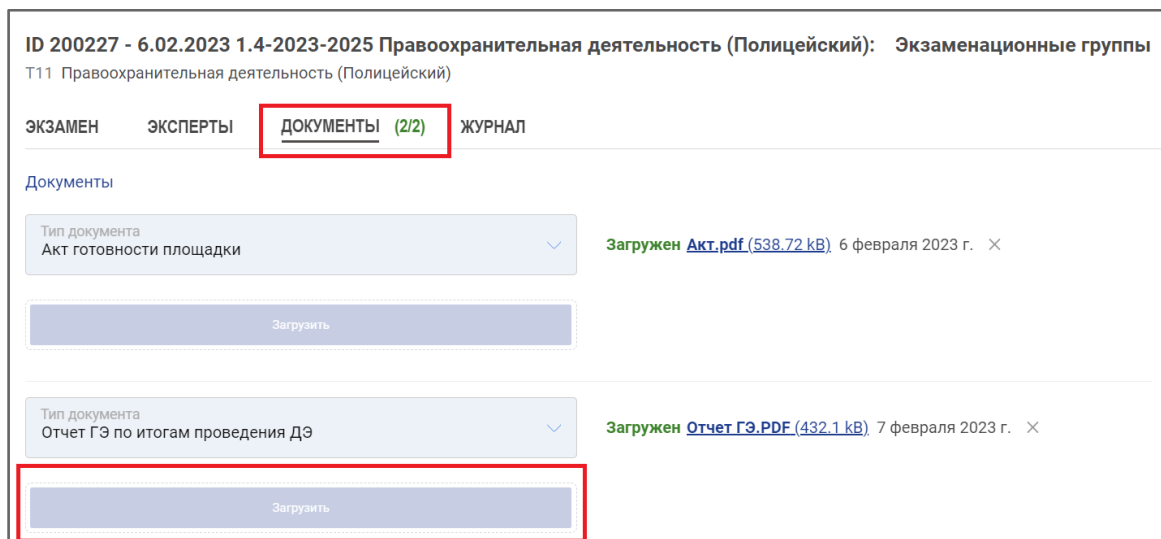 ID 200227 - 6.02.2023 1.4-2023-2025 Правоохранительная деятельность (Полицейский): Экзаменационные группы
Т11 Правоохранительная деятельность (Полицейский)
ЭКЗАМЕН ЭКСПЕРТЫ ДОКУМЕНТЫ (2/2) ЖУРНАЛ
Документы
Тип документа
Акт готовности площадки
Загружен Акт.pdf (538.72 kB) 6 февраля 2023 г.
Загрузить
Тип документа
Отчет ГЭ по итогам проведения ДЭ
Загружен Отчет ГЭ.PDF (432.1 kB) 7 февраля 2023 г.
Загрузить